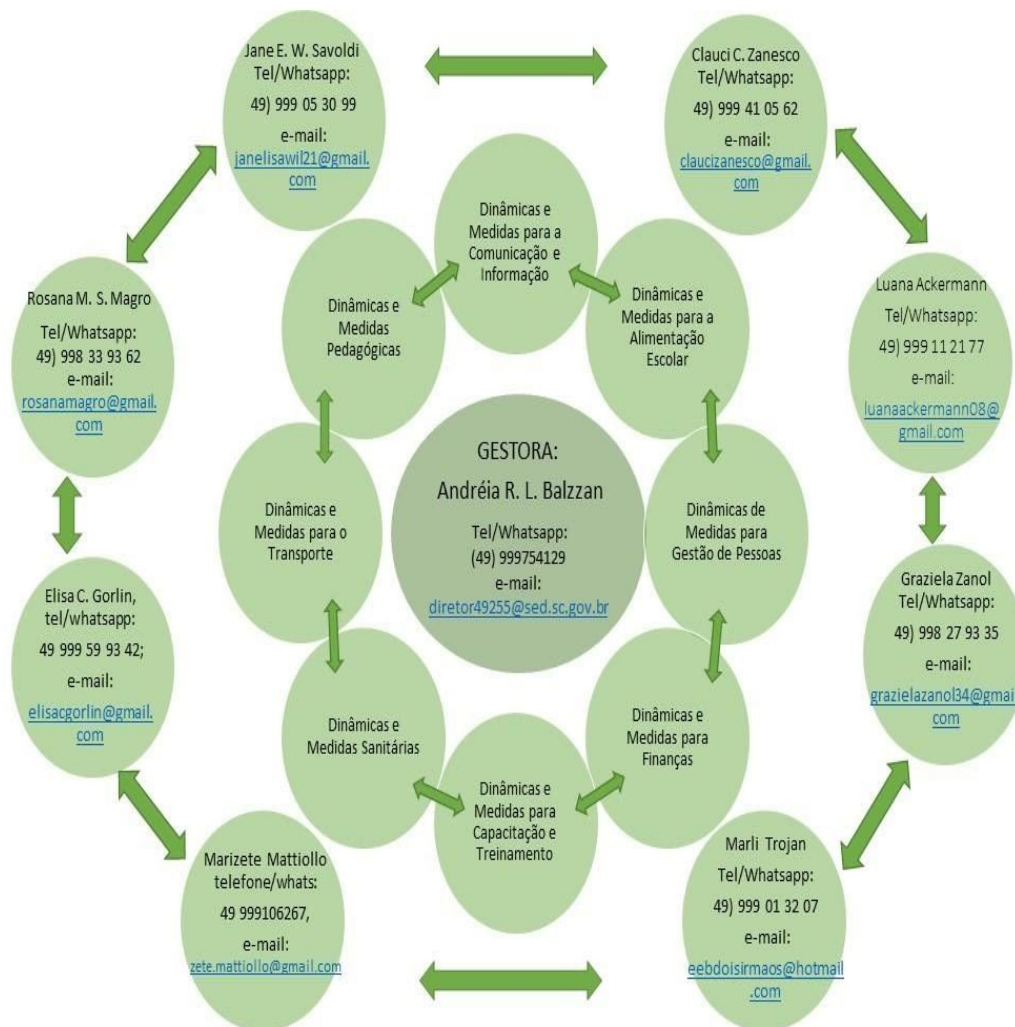 Jane E. W. Savoldi
Tel/Whatsapp:
49) 999 05 30 99
e-mail:
janelisawil21@gmail.
com
Clauci C. Zanesco
Tel/Whatsapp:
49) 999 41 05 62
e-mail:
claucizanesco@gmail.
com
Rosana M. S. Magro
Tel/Whatsapp:
49) 998 33 93 62
e-mail:
rosanamagro@gmail.
com
Luana Ackermann
Tel/Whatsapp:
49) 999 11 21 77
e-mail:
luanaackermann08@
gmail.com
Dinâmicas e
Medidas para a
Comunicação e
Informação
Dinâmicas e
Medidas
Pedagógicas
Dinâmicas e
Medidas para a
Alimentação
Escolar
GESTORA:
Andréia R. L. Balzzan
Tel/Whatsapp:
(49) 999754129
e-mail:
diretor49255@sed.sc.gov.br
Dinâmicas e
Medidas para o
Transporte
Dinâmicas de
Medidas para
Gestão de Pessoas
Elisa C. Gorlin,
tel/whatsapp:
49 999 59 93 42;
e-mail:
elisacgorlin@gmail.
com
Graziela Zanol
Tel/Whatsapp:
49) 998 27 93 35
e-mail:
grazielazanol34@gmail
com
Dinâmicas e
Medidas Sanitárias
Dinâmicas e
Medidas para
Finanças
Dinâmicas e
Medidas para
Capacitação e
Treinamento
Marizete Mattiollo
telefone/whats:
49 999106267,
e-mail:
zete.mattiollo@gmail.com
Marli Trojan
Tel/Whatsapp:
49) 999 01 32 07
e-mail:
eebdoisirmaos@hotmail
.com